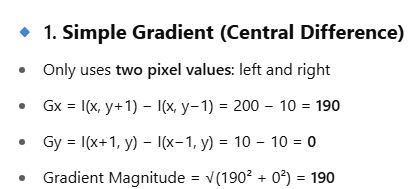 1. Simple Gradient (Central Difference)
• Only uses two pixel values: left and right
• Gx = I(x, y+1) − I(x, y−1) = 200 − 10 = 190
• Gy = I(x+1, y) − I(x−1, y) = 10 − 10 = 0
• Gradient Magnitude = √(190² + 0²) = 190